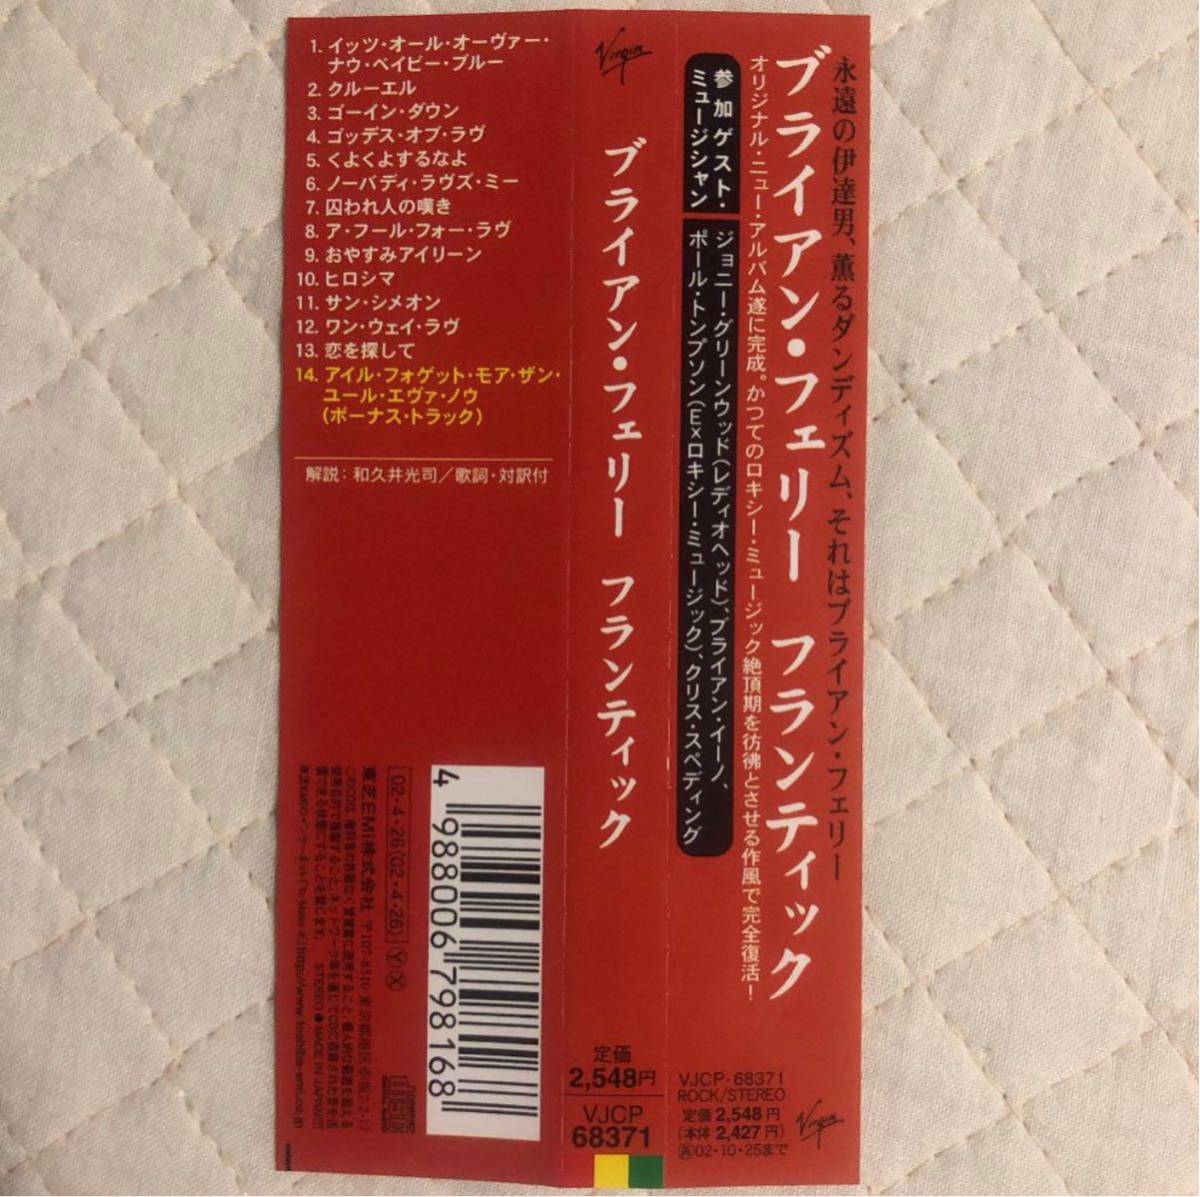 1. イッツ・オール・オーヴァー・
ナウ・ベイビー・ブルー
2. クルーエル
3. ゴーイン・ダウン
4. ゴッデス・オブ・ラヴ
5. くよくよするなよ
6. ノーバディ・ラヴズ・ミー
7. 囚われ人の嘆き
8. ア・フール・フォー・ラヴ
9. おやすみアイリーン
10. ヒロシマ
11. サン・シメオン
12. ワン・ウェイ・ラヴ
13. 恋を探して
14. アイル・フォゲット・モア・ザン・
ユール・エヴァ・ノウ
(ボーナス・トラック)
解説：和久井光司／歌詞・対訳付
4 988006 798168
02・4・26(02・4・26) Ⓨ Ⓧ
東芝EMI株式会社 〒107-8510
STEREO ● MADE IN JAPAN
http://www.toshiba-emi.co.jp
Virgin
ブライアン・フェリー フランティック
定価
2,548円
VJCP
68371
永遠の伊達男、薫るダンディズム、それはブライアン・フェリー
ブライアン・フェリー フランティック
オリジナル・ニュー・アルバム遂に完成。かつてのロキシー・ミュージック絶頂期を彷彿とさせる作風で完全復活！
参加ゲスト・
ミュージシャン
ジョニー・グリーンウッド(レディオヘッド)、ブライアン・イーノ、
ポール・トンプソン(Exロキシー・ミュージック)、クリス・スペディング
VJCP-68371
ROCK/STEREO
定価 2,548 円
(本体 2,427 円)
㊢02・10・25まで
Virgin